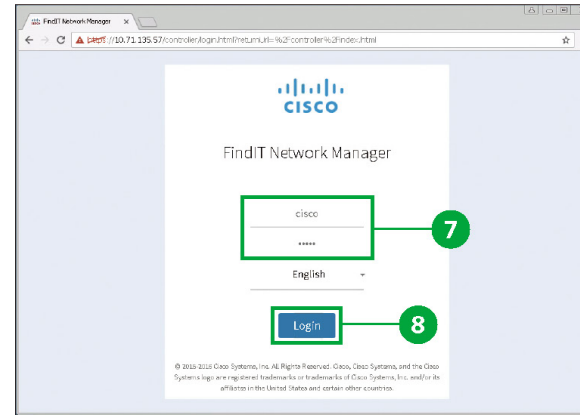 FindIT Network Manager
https://10.71.135.57/controller/login.html?returnUrl=%2Fcontroller%2Findex.html
CISCO
FindIT Network Manager
cisco
•••••
7
English
Login
8
© 2015-2016 Cisco Systems, Inc. All Rights Reserved. Cisco, Cisco Systems, and the Cisco
Systems logo are registered trademarks or trademarks of Cisco Systems, Inc. and/or its
affiliates in the United States and certain other countries.